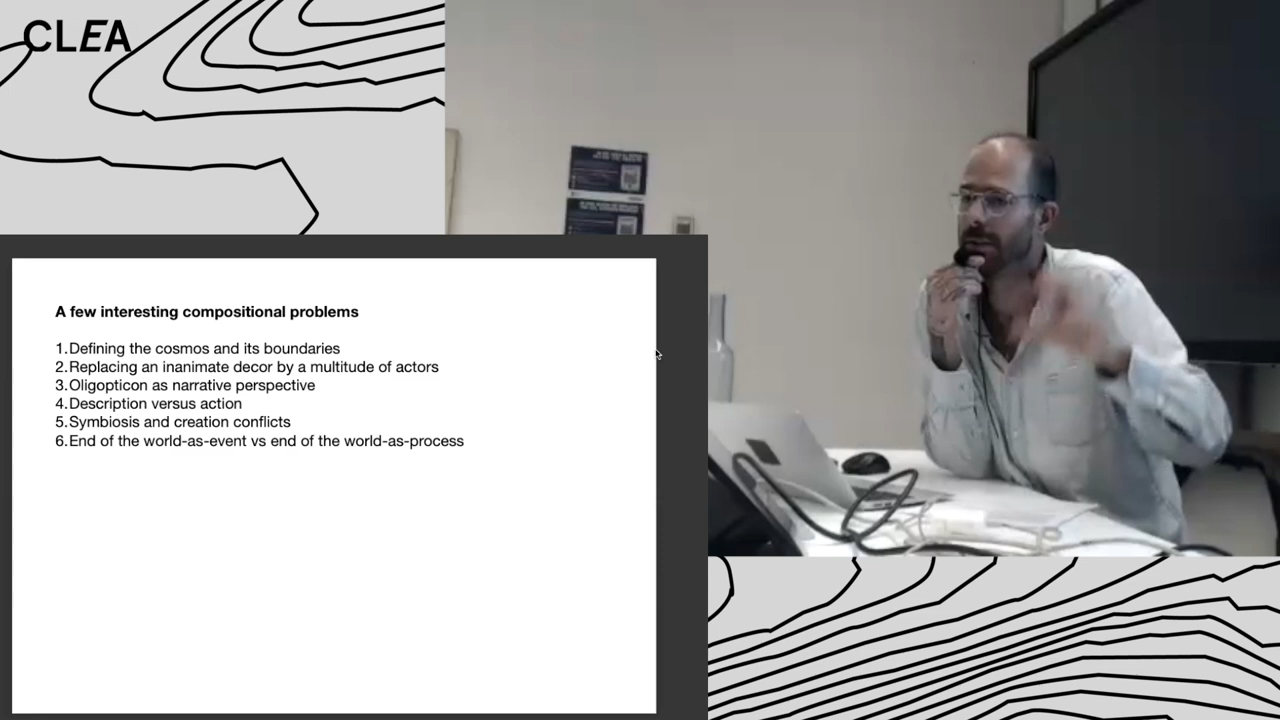 CLEA
A few interesting compositional problems
1.Defining the cosmos and its boundaries
2.Replacing an inanimate decor by a multitude of actors
3.Oligopticon as narrative perspective
4.Description versus action
5.Symbiosis and creation conflicts
6.End of the world-as-event vs end of the world-as-process